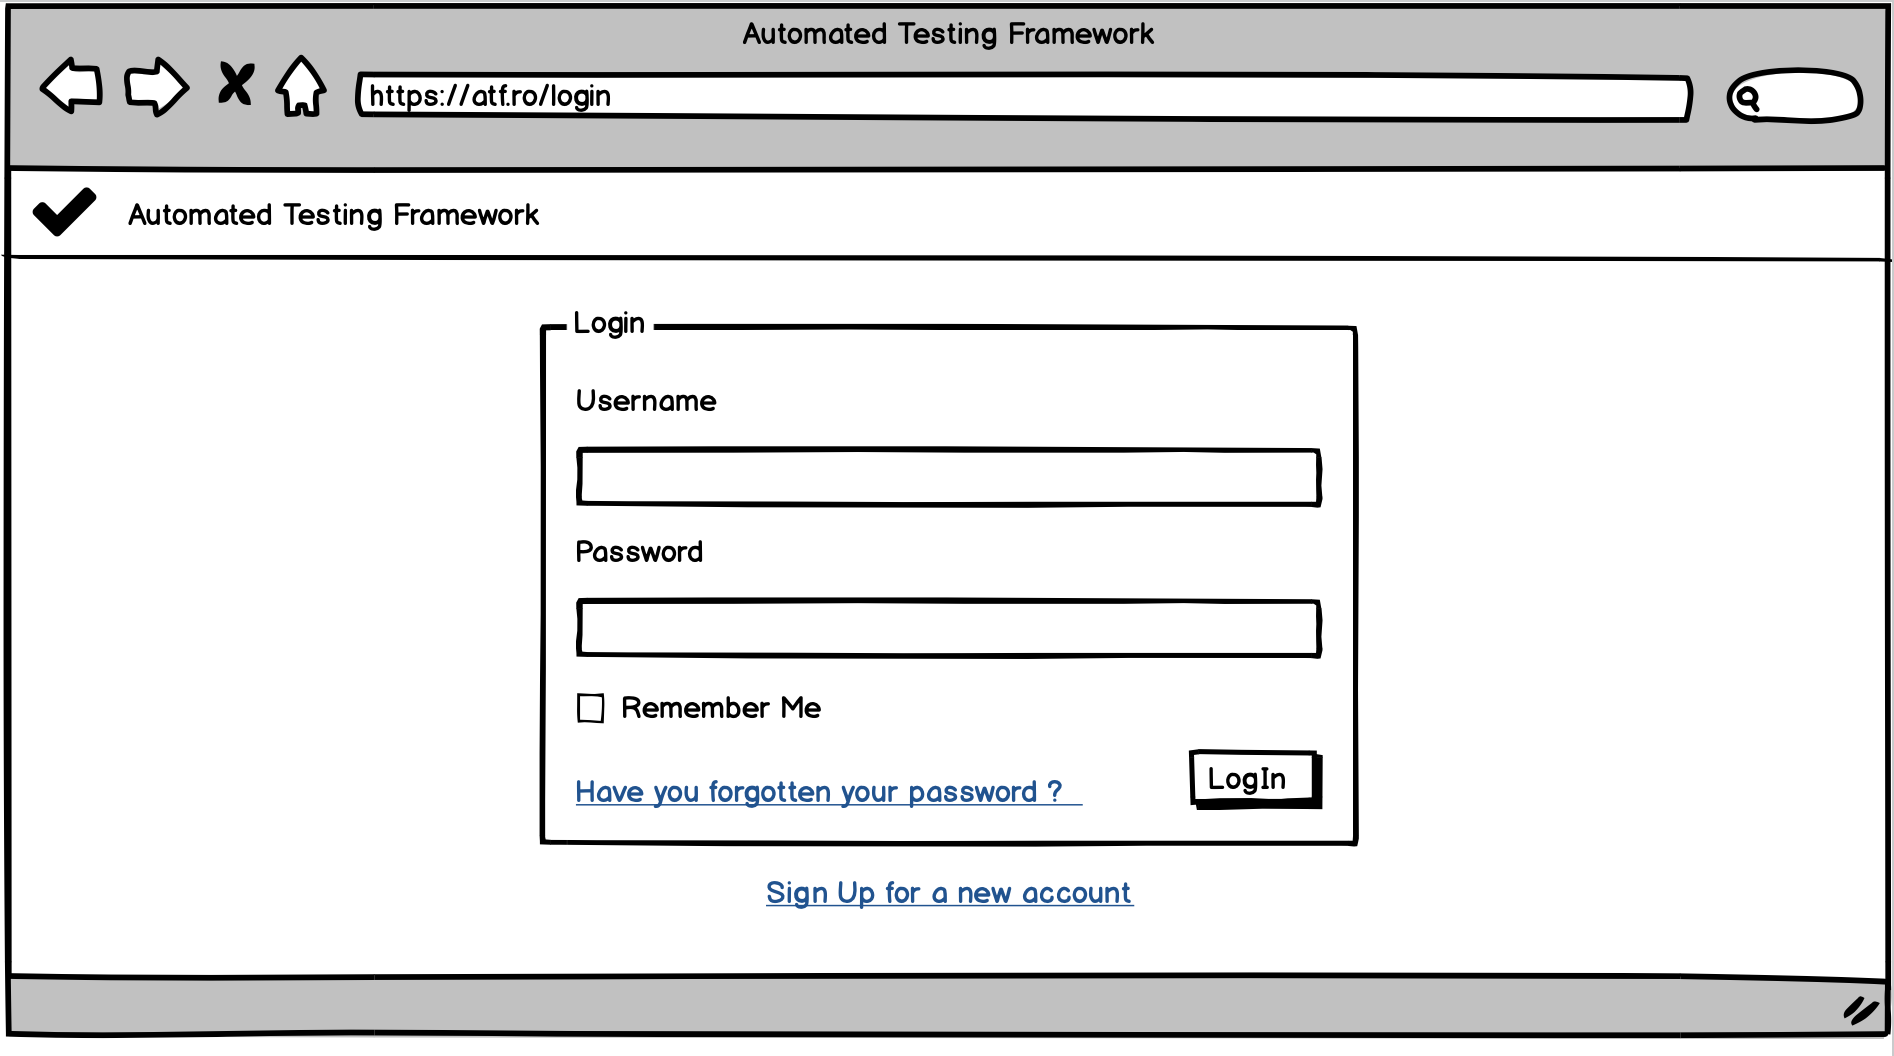 Automated Testing Framework
https://atf.ro/login
Automated Testing Framework
Login
Username
Password
Remember Me
Have you forgotten your password ?
LogIn
Sign Up for a new account